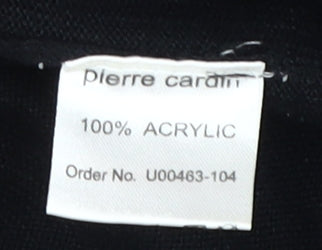 pierre cardin
100% ACRYLIC
Order No. U00463-104